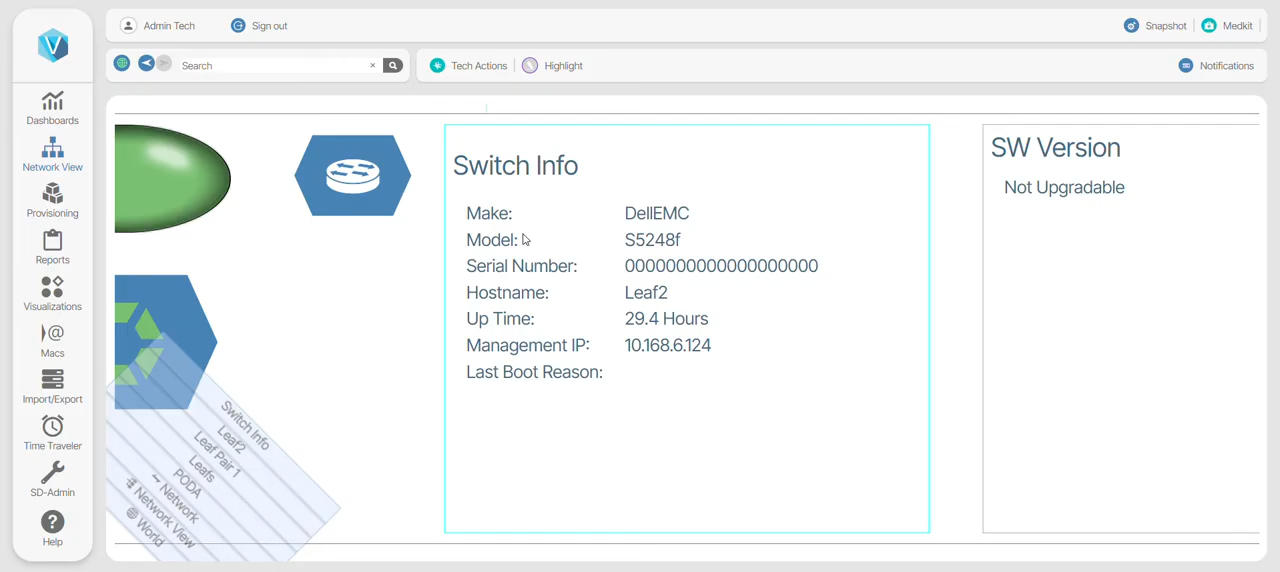 Admin Tech
Sign out
Snapshot
Medkit
Search
×
Tech Actions
Highlight
Notifications
V
Dashboards
Network View
Provisioning
Reports
Visualizations
@
Macs
Import/Export
Time Traveler
SD-Admin
?
Help
Switch Info
Make: DellEMC
Model: S5248f
Serial Number: 0000000000000000000
Hostname: Leaf2
Up Time: 29.4 Hours
Management IP: 10.168.6.124
Last Boot Reason:
SW Version
Not Upgradable
Switch Info
Leaf2
Leaf Pair 1
Leafs
PODA
Network
Network View
World